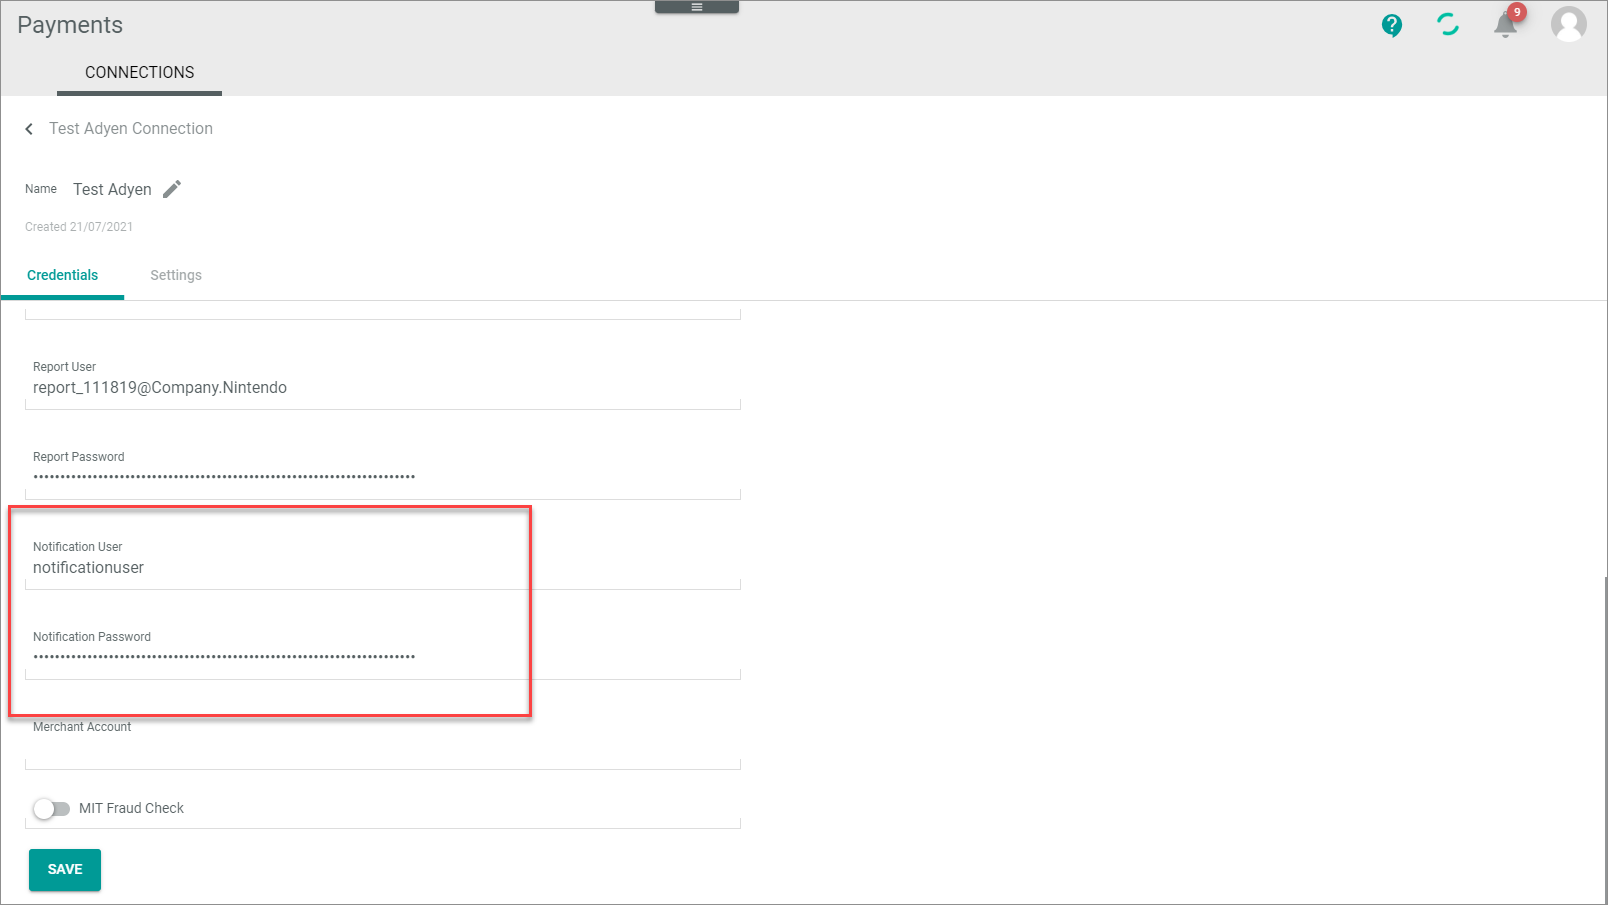 Payments
9
CONNECTIONS
Test Adyen Connection
Name Test Adyen
Created 21/07/2021
Credentials Settings
Report User
report_111819@Company.Nintendo
Report Password
Notification User
notificationuser
Notification Password
Merchant Account
MIT Fraud Check
SAVE